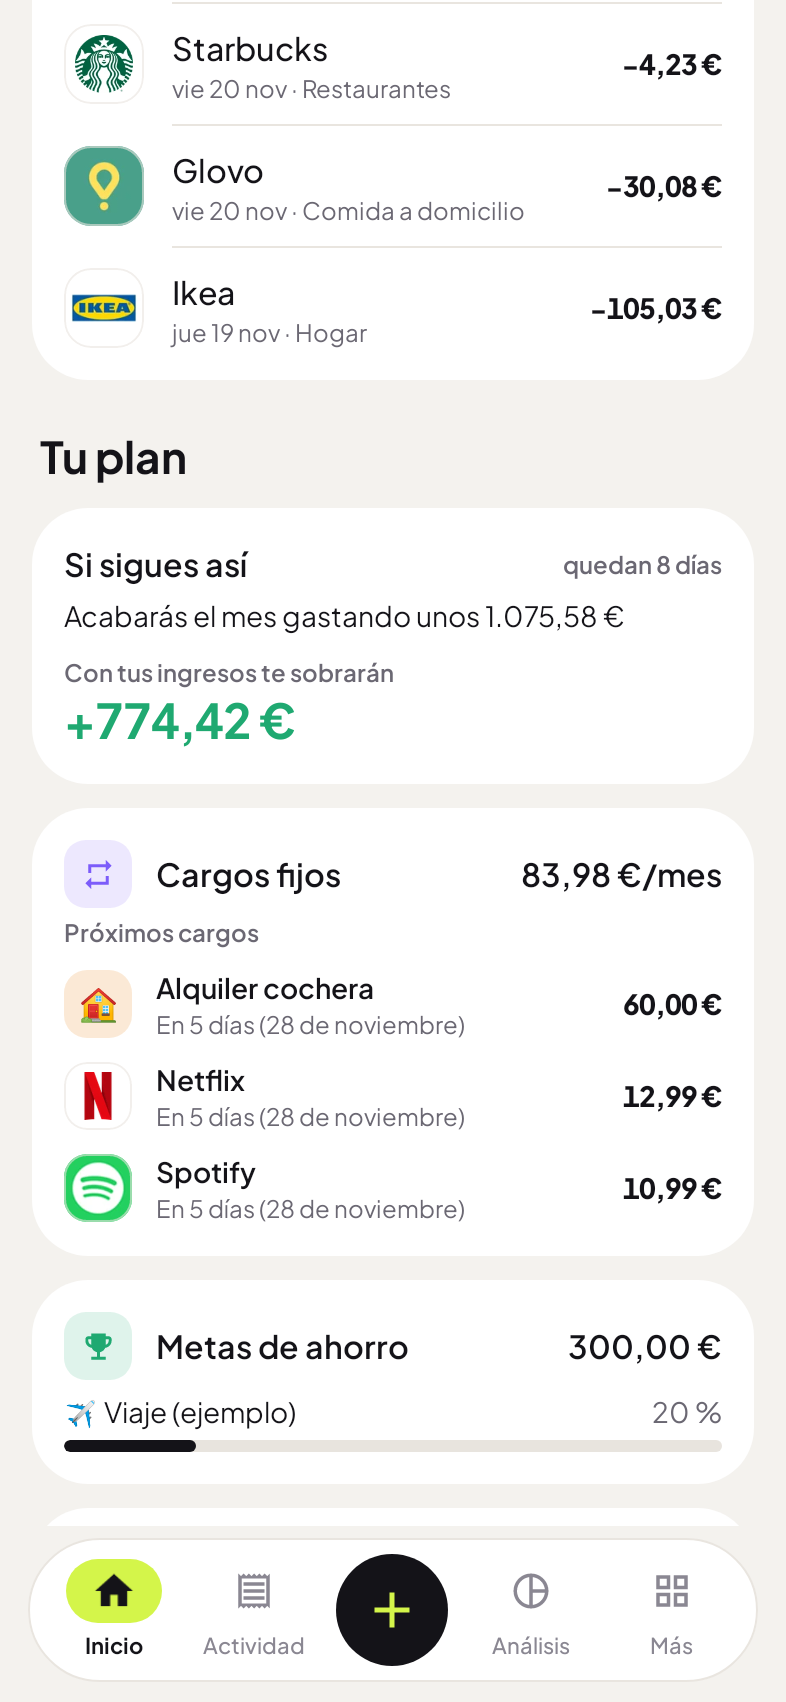 Starbucks
-4,23 €
vie 20 nov · Restaurantes
Glovo
-30,08 €
vie 20 nov · Comida a domicilio
IKEA
Ikea
-105,03 €
jue 19 nov · Hogar
Tu plan
Si sigues así
quedan 8 días
Acabarás el mes gastando unos 1.075,58 €
Con tus ingresos te sobrarán
+774,42 €
Cargos fijos
83,98 €/mes
Próximos cargos
Alquiler cochera
60,00 €
En 5 días (28 de noviembre)
Netflix
12,99 €
En 5 días (28 de noviembre)
Spotify
10,99 €
En 5 días (28 de noviembre)
Metas de ahorro
300,00 €
✈️ Viaje (ejemplo)
20 %
Inicio
Actividad
Análisis
Más